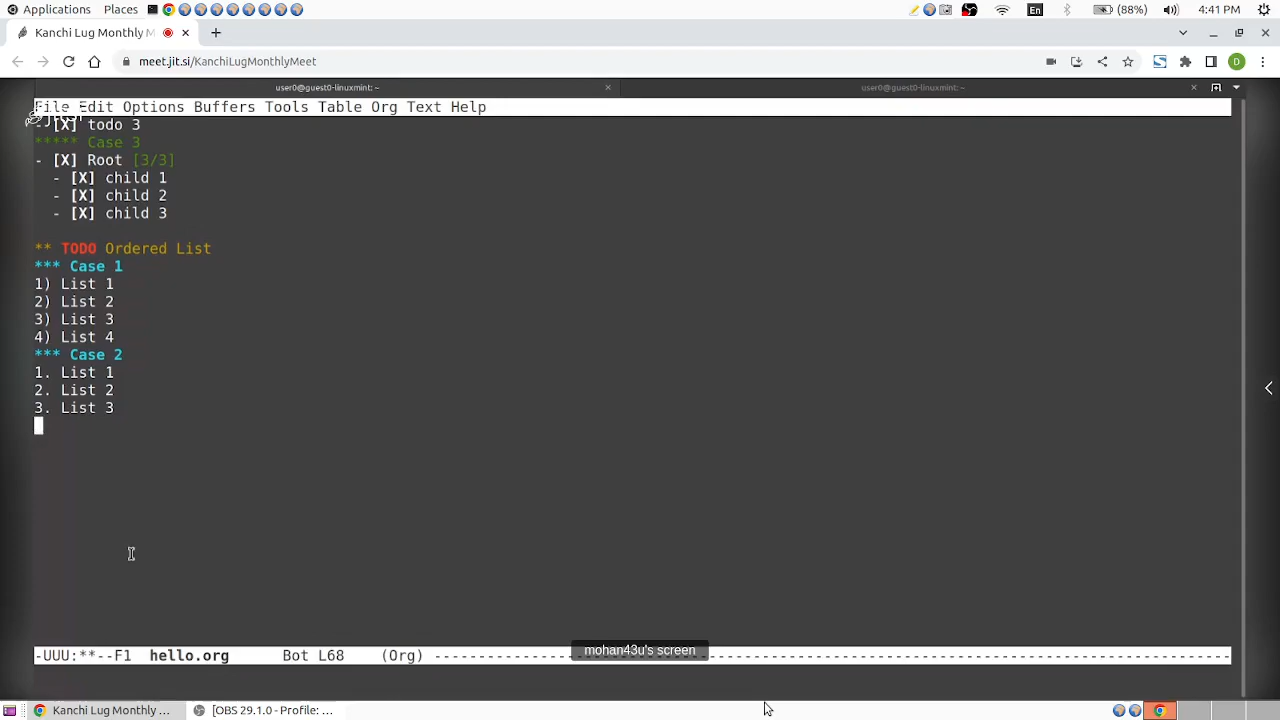 Applications Places En (88%) 4:41 PM
Kanchi Lug Monthly M
meet.jit.si/KanchiLugMonthlyMeet D
user0@guest0-linuxmint: ~ user0@guest0-linuxmint: ~
File Edit Options Buffers Tools Table Org Text Help
- [X] todo 3
***** Case 3
- [X] Root [3/3]
- [X] child 1
- [X] child 2
- [X] child 3
** TODO Ordered List
*** Case 1
1) List 1
2) List 2
3) List 3
4) List 4
*** Case 2
1. List 1
2. List 2
3. List 3
-UUU:**--F1 hello.org Bot L68 (Org) ----------
mohan43u's screen
Kanchi Lug Monthly ... [OBS 29.1.0 - Profile: ...